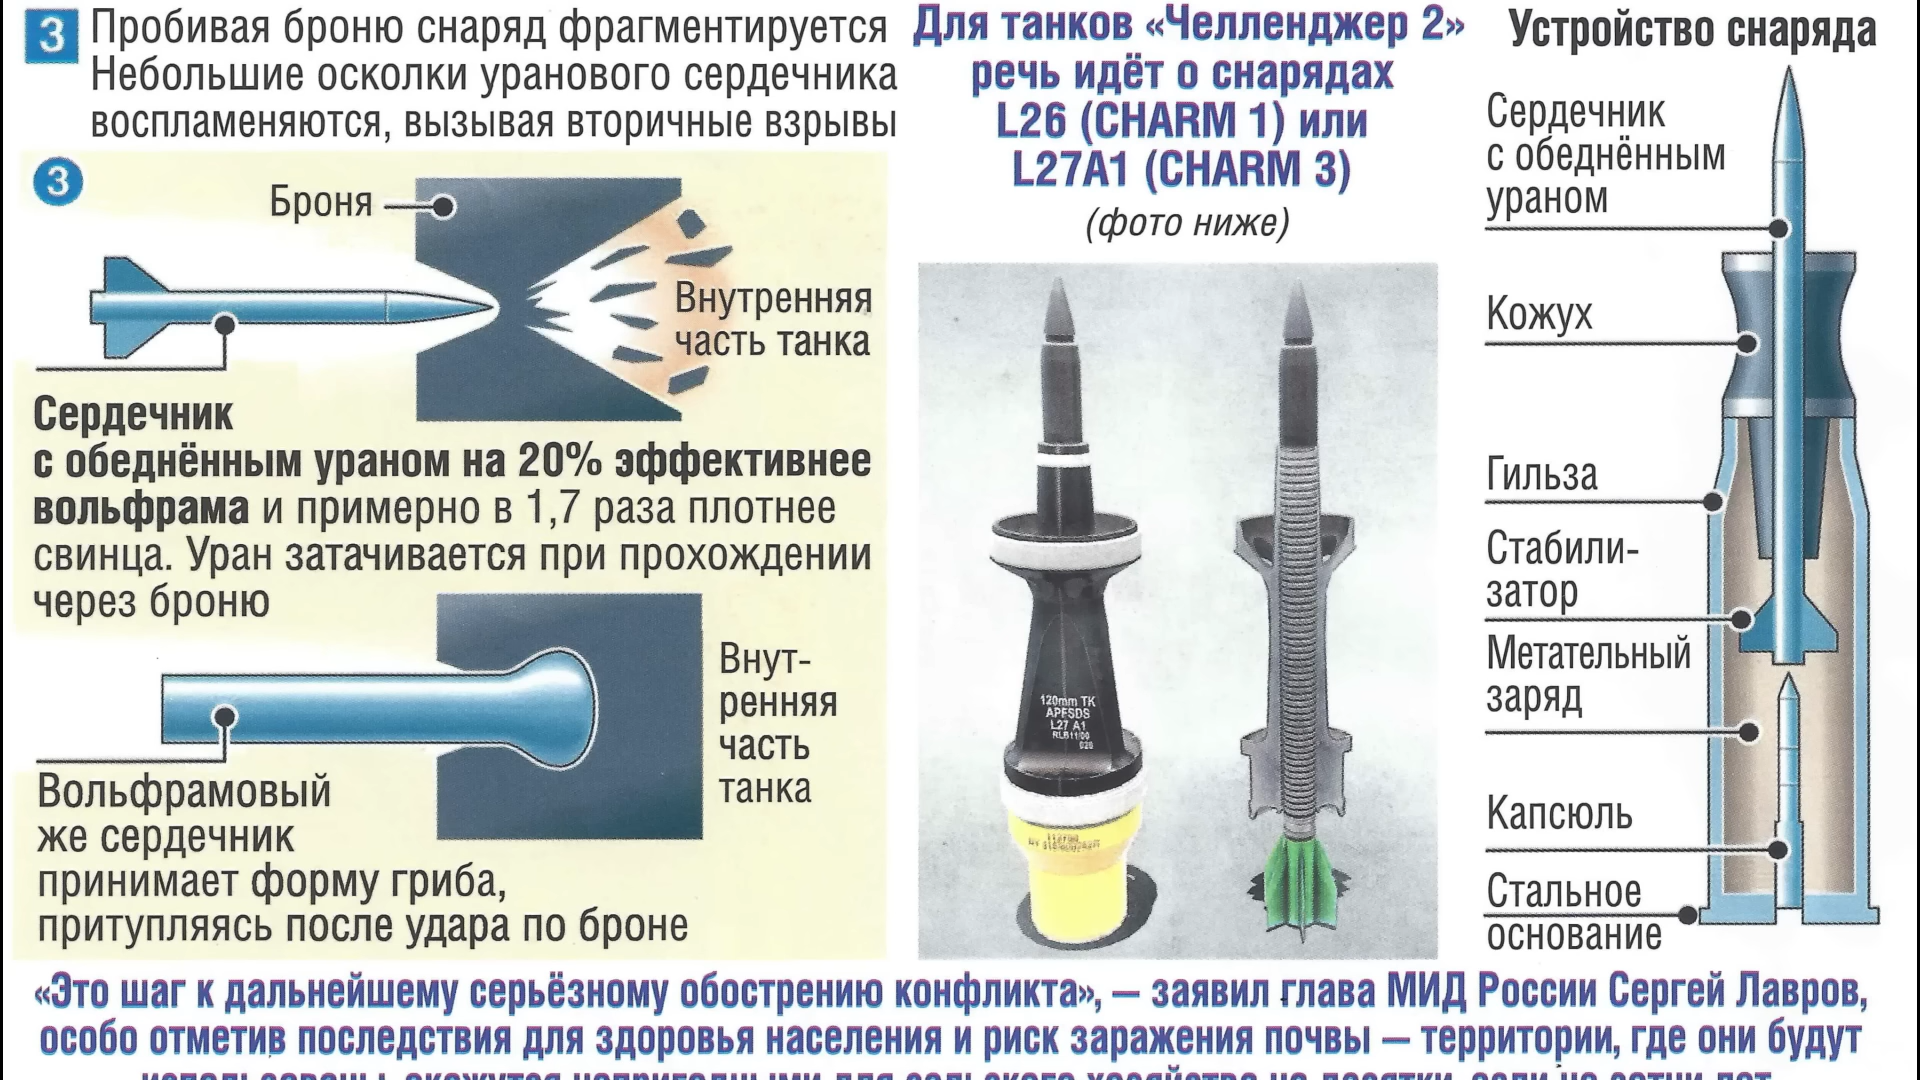 3
Пробивая броню снаряд фрагментируется
Небольшие осколки уранового сердечника
воспламеняются, вызывая вторичные взрывы
3
Броня
Внутренняя
часть танка
Сердечник
с обеднённым ураном на 20% эффективнее
вольфрама и примерно в 1,7 раза плотнее
свинца. Уран затачивается при прохождении
через броню
Внут-
ренняя
часть
танка
Вольфрамовый
же сердечник
принимает форму гриба,
притупляясь после удара по броне
Для танков «Челленджер 2»
речь идёт о снарядах
L26 (CHARM 1) или
L27A1 (CHARM 3)
(фото ниже)
120mm TK
APFSDS
L27 A1
Устройство снаряда
Сердечник
с обеднённым
ураном
Кожух
Гильза
Стабили-
затор
Метательный
заряд
Капсюль
Стальное
основание
«Это шаг к дальнейшему серьёзному обострению конфликта», — заявил глава МИД России Сергей Лавров,
особо отметив последствия для здоровья населения и риск заражения почвы — территории, где они будут